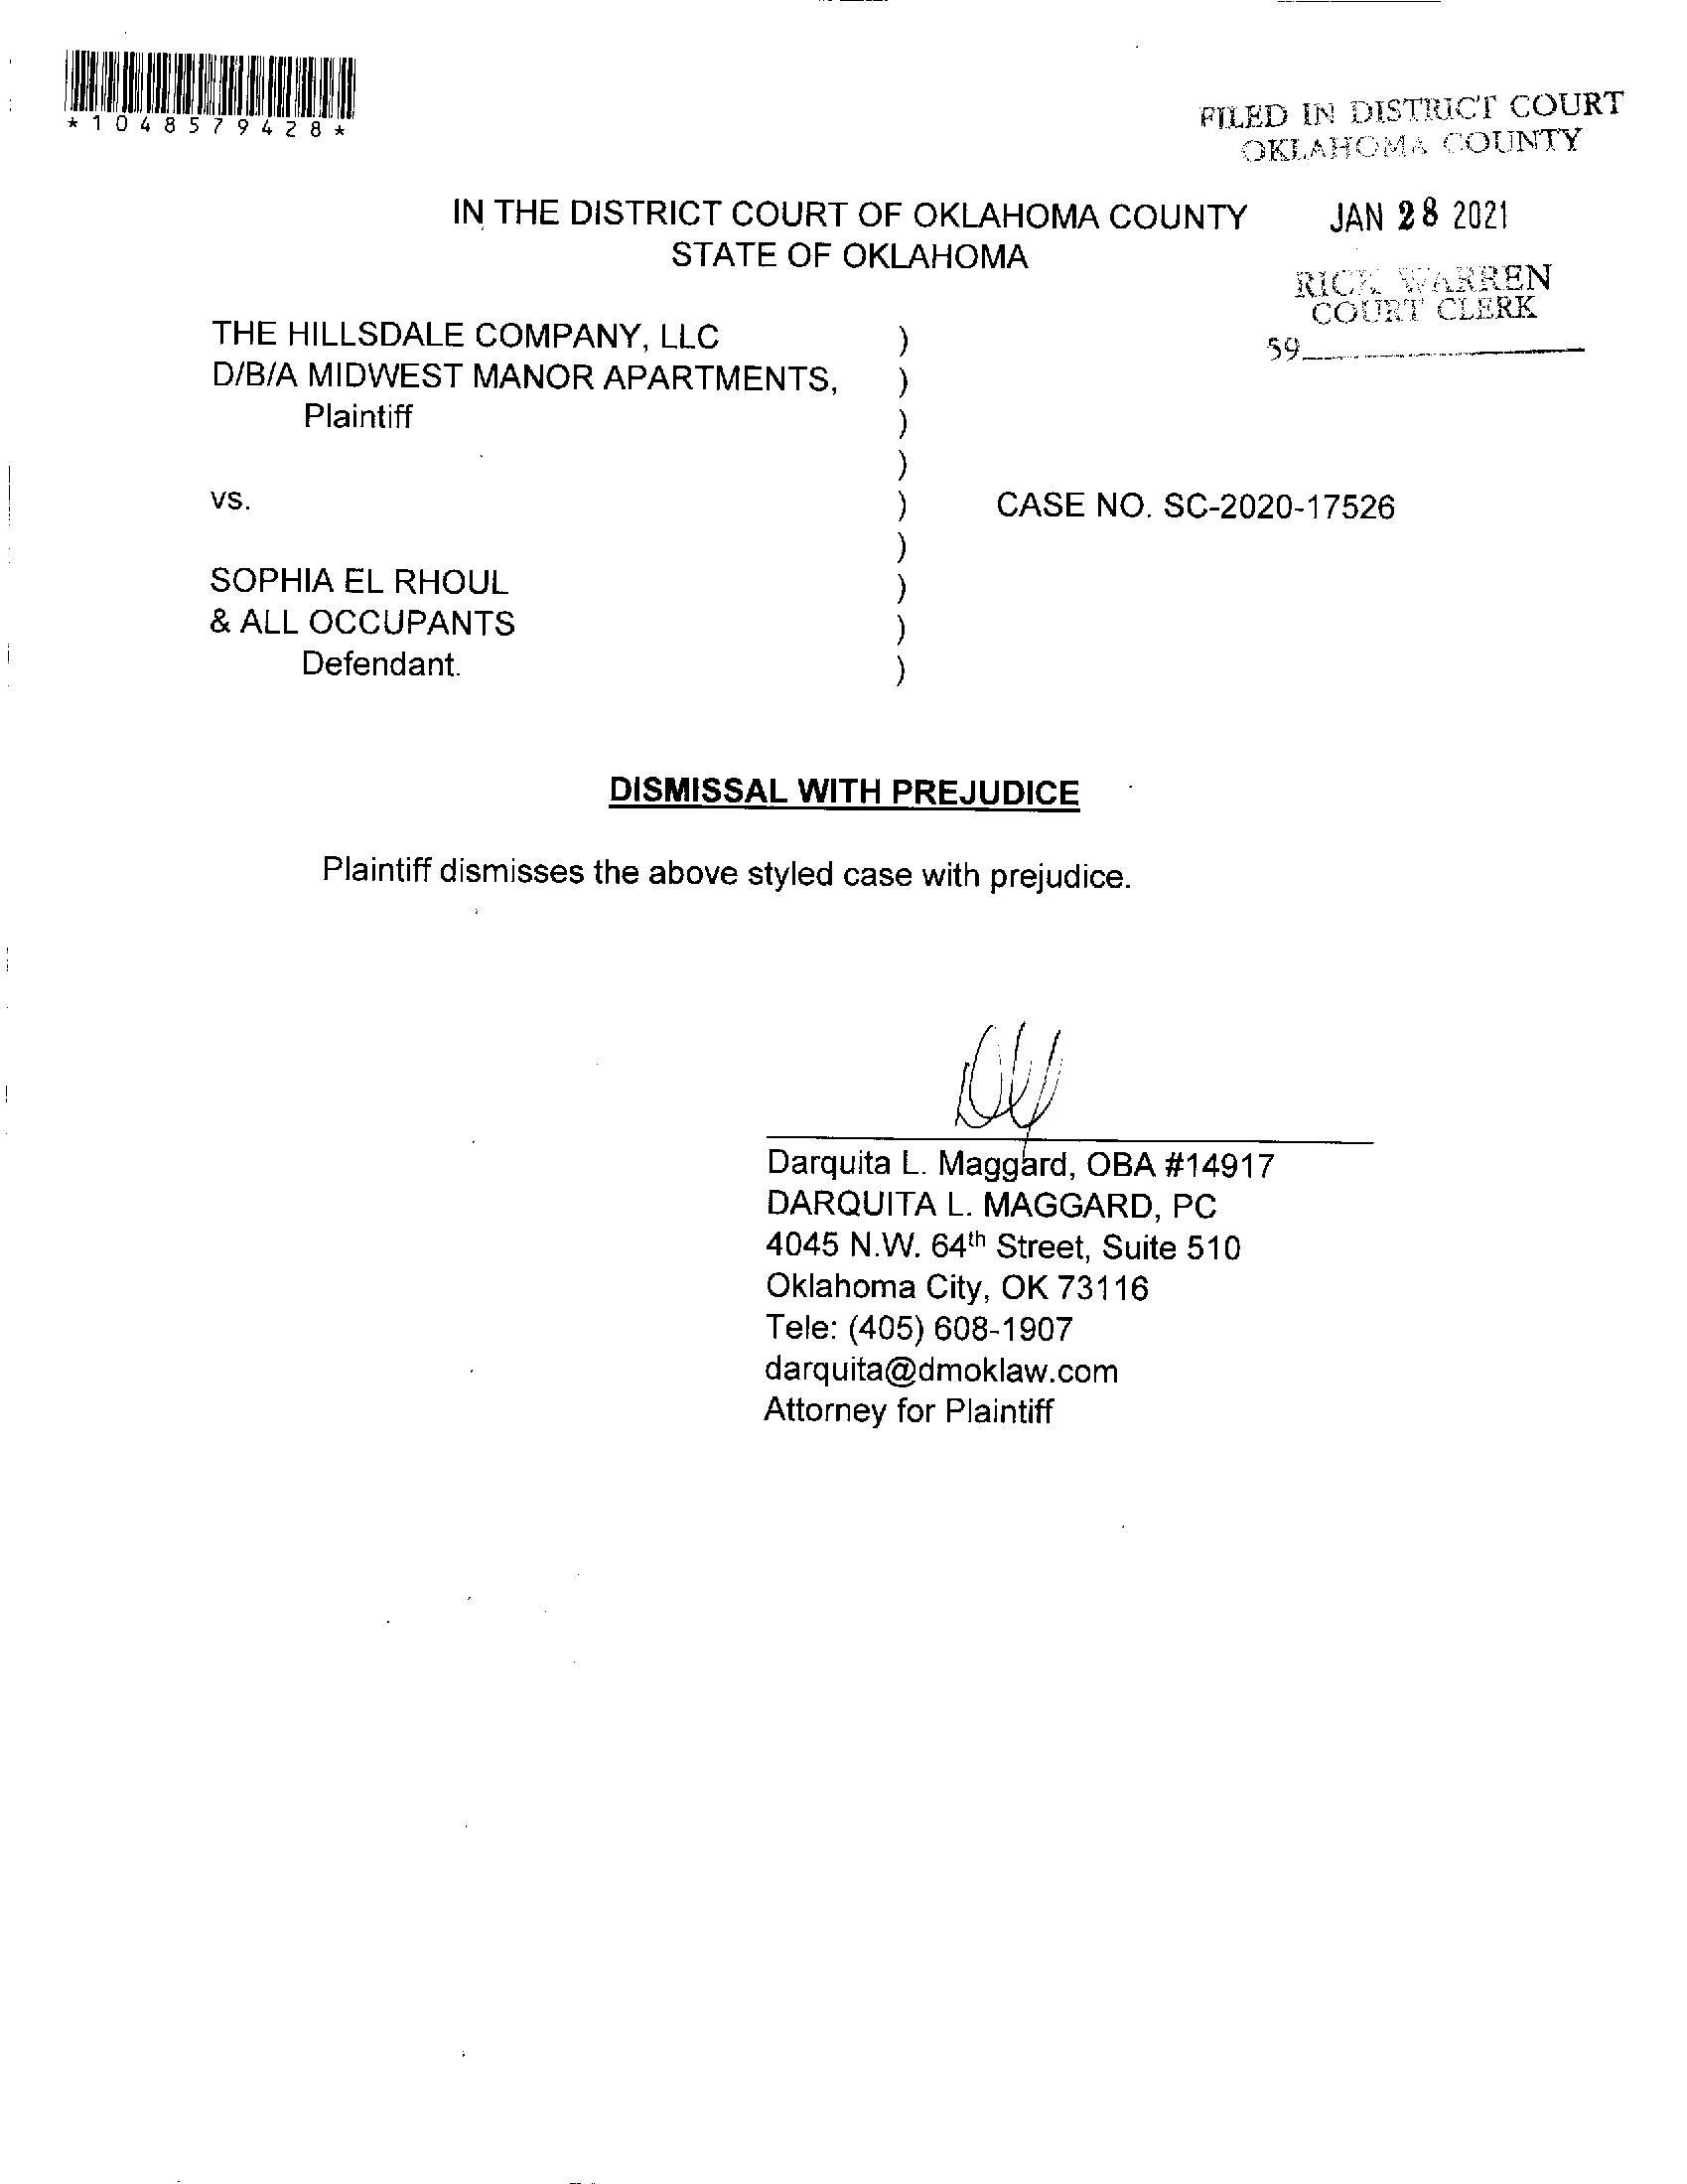 *1048579428*
FILED IN DISTRICT COURT
OKLAHOMA COUNTY
IN THE DISTRICT COURT OF OKLAHOMA COUNTY
STATE OF OKLAHOMA
JAN 28 2021
RICK WARREN
COURT CLERK
59
THE HILLSDALE COMPANY, LLC )
D/B/A MIDWEST MANOR APARTMENTS, )
Plaintiff )
)
vs. ) CASE NO. SC-2020-17526
)
SOPHIA EL RHOUL )
& ALL OCCUPANTS )
Defendant. )
DISMISSAL WITH PREJUDICE
Plaintiff dismisses the above styled case with prejudice.
Darquita L. Maggard, OBA #14917
DARQUITA L. MAGGARD, PC
4045 N.W. 64th Street, Suite 510
Oklahoma City, OK 73116
Tele: (405) 608-1907
darquita@dmoklaw.com
Attorney for Plaintiff